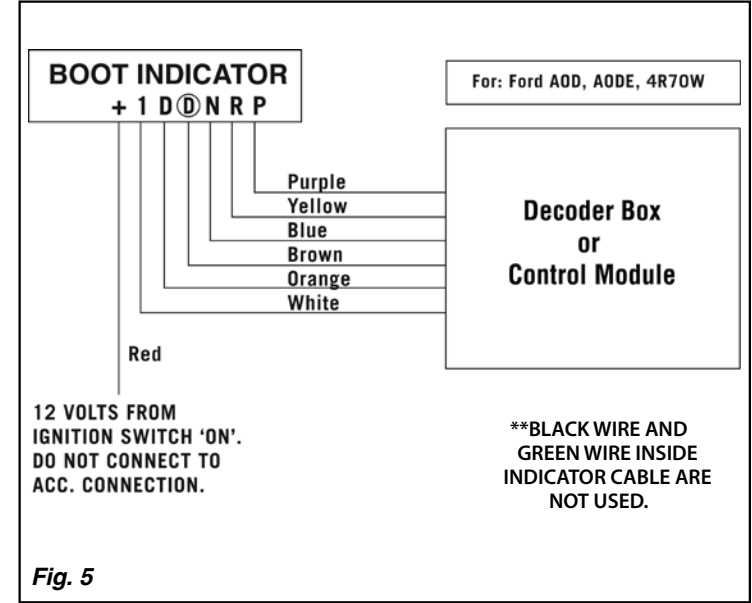 BOOT INDICATOR
+ 1 D Ⓓ N R P
For: Ford AOD, AODE, 4R70W
Purple
Yellow
Blue
Brown
Orange
White
Decoder Box
or
Control Module
Red
12 VOLTS FROM
IGNITION SWITCH ‘ON’.
DO NOT CONNECT TO
ACC. CONNECTION.
**BLACK WIRE AND
GREEN WIRE INSIDE
INDICATOR CABLE ARE
NOT USED.
Fig. 5